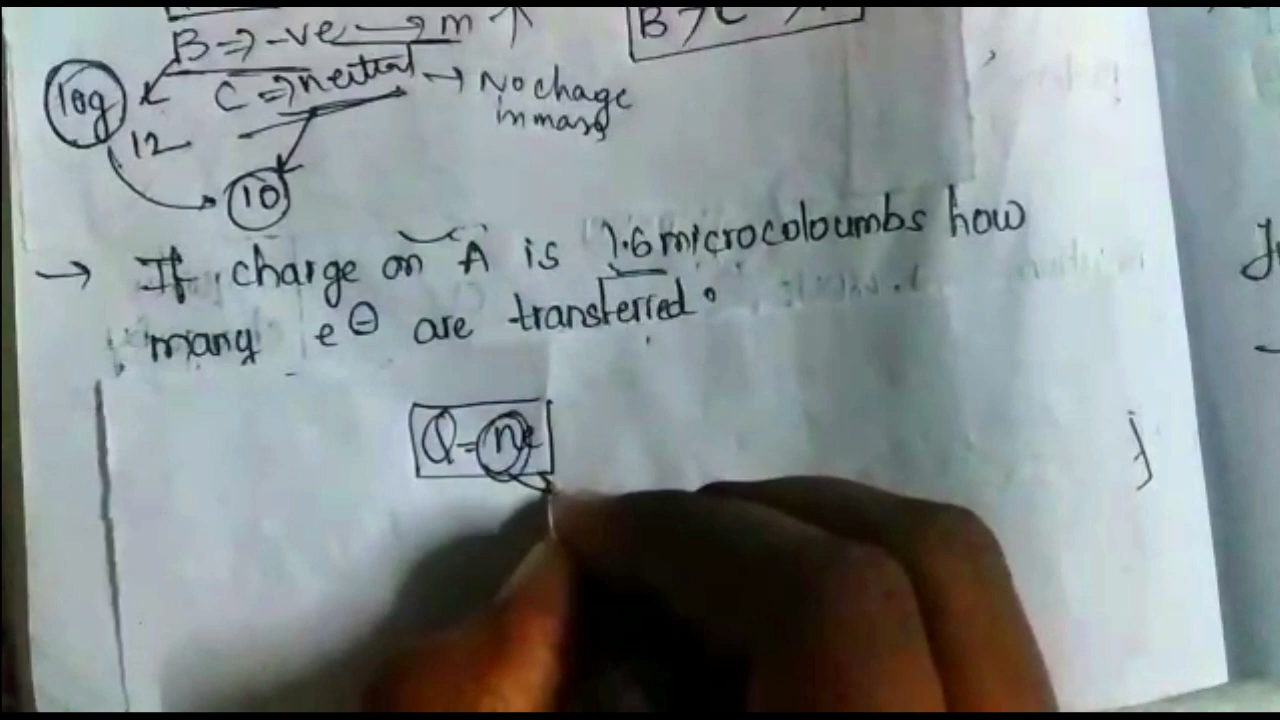 B ⇒ -ve → m ↑
B > C >
10g
C ⇒ neutral → No chage
in mass
12
10
→ If charge on A is 1.6 microcoloumbs how
many e⊖ are transferred.
Q = ne